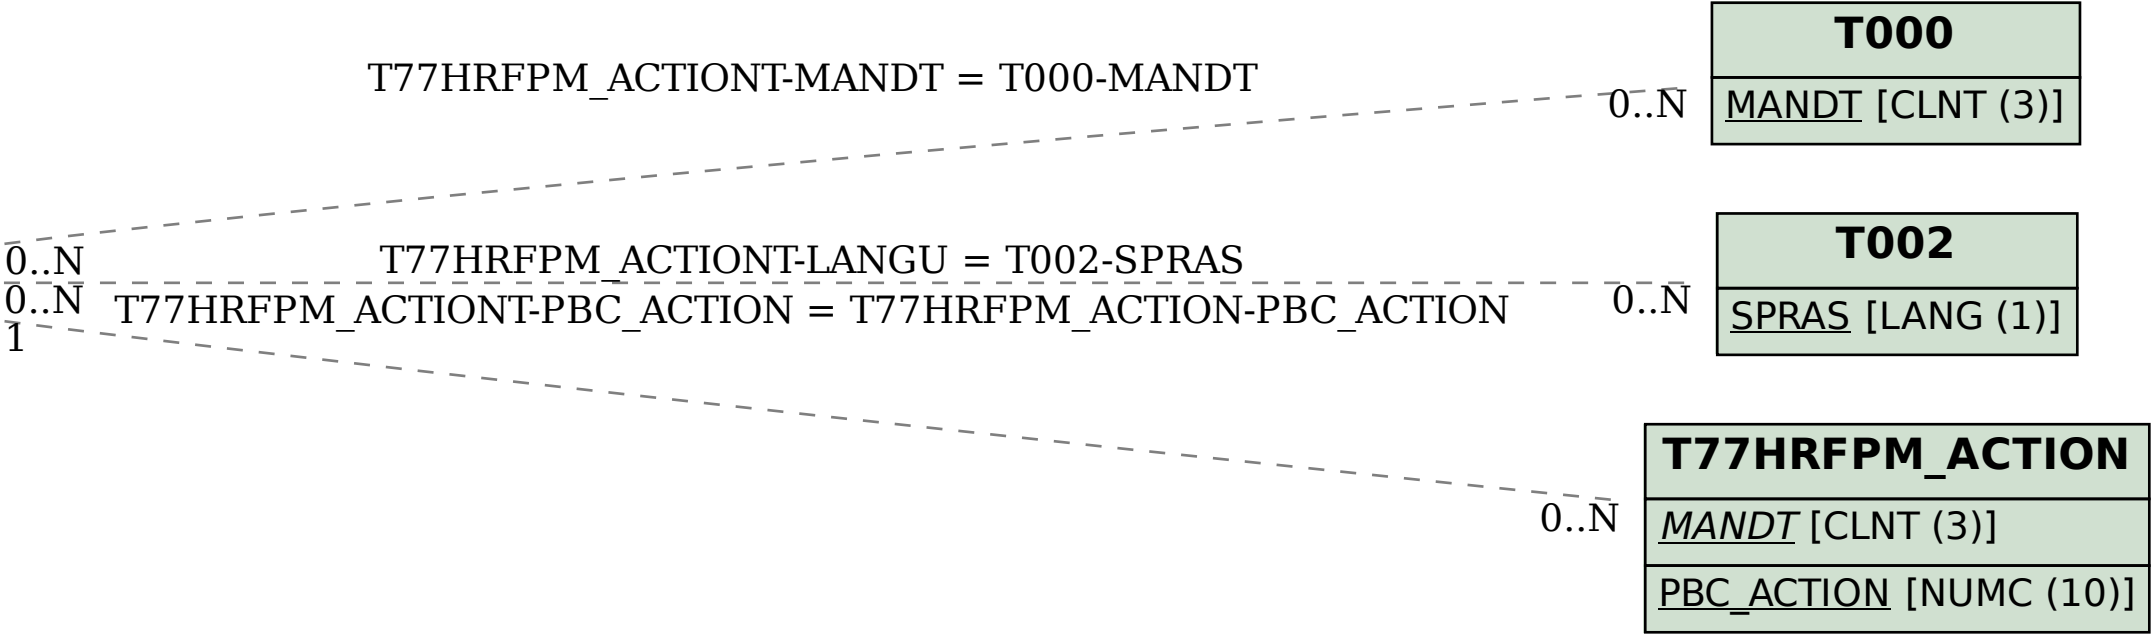 T000
T77HRFPM_ACTIONT-MANDT = T000-MANDT
0..N
MANDT [CLNT (3)]
T002
0..N
T77HRFPM_ACTIONT-LANGU = T002-SPRAS
0..N
T77HRFPM_ACTIONT-PBC_ACTION = T77HRFPM_ACTION-PBC_ACTION
0..N
SPRAS [LANG (1)]
1
T77HRFPM_ACTION
0..N
MANDT [CLNT (3)]
PBC_ACTION [NUMC (10)]